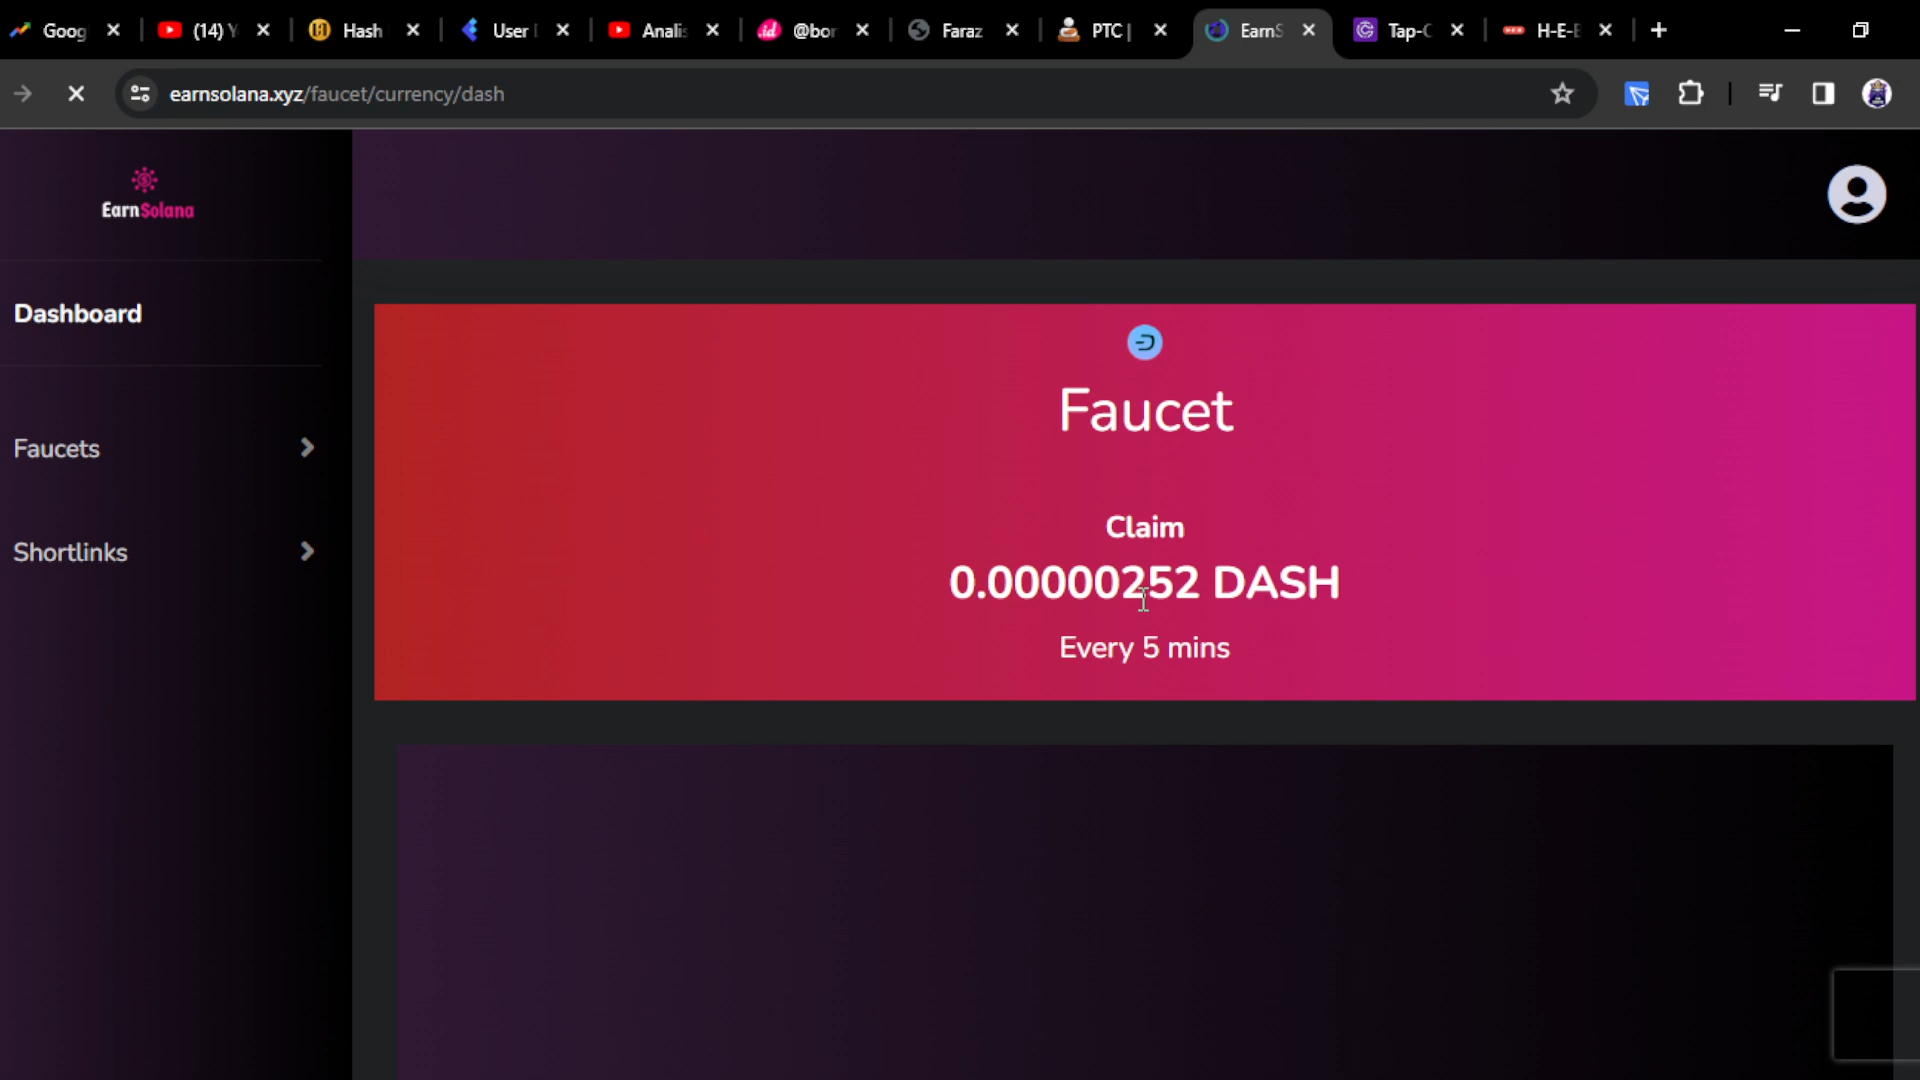 Goog
(14) Y
Hash
User
Analis
@bor
Faraz
PTC |
EarnS
Tap-C
H-E-B
earnsolana.xyz/faucet/currency/dash
EarnSolana
Dashboard
Faucets
Shortlinks
Faucet
Claim
0.00000252 DASH
Every 5 mins